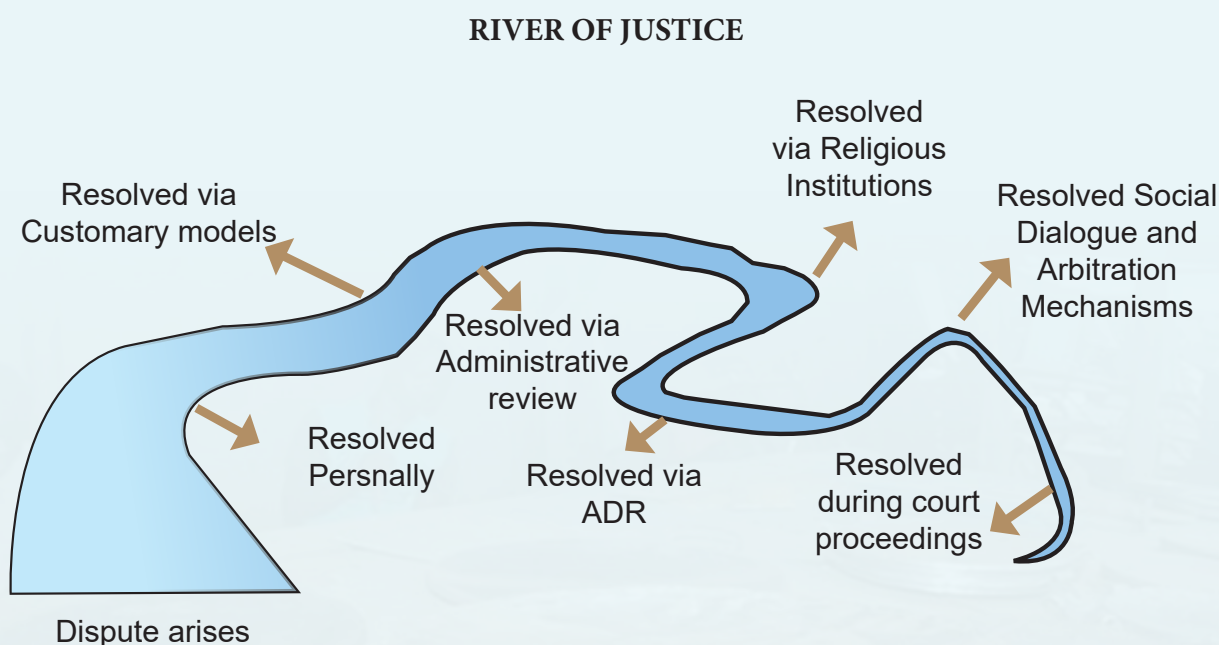 RIVER OF JUSTICE
Resolved via
Customary models
Resolved
via Religious
Institutions
Resolved Social
Dialogue and
Arbitration
Mechanisms
Resolved via
Administrative
review
Resolved
Persnally
Resolved via
ADR
Resolved
during court
proceedings
Dispute arises